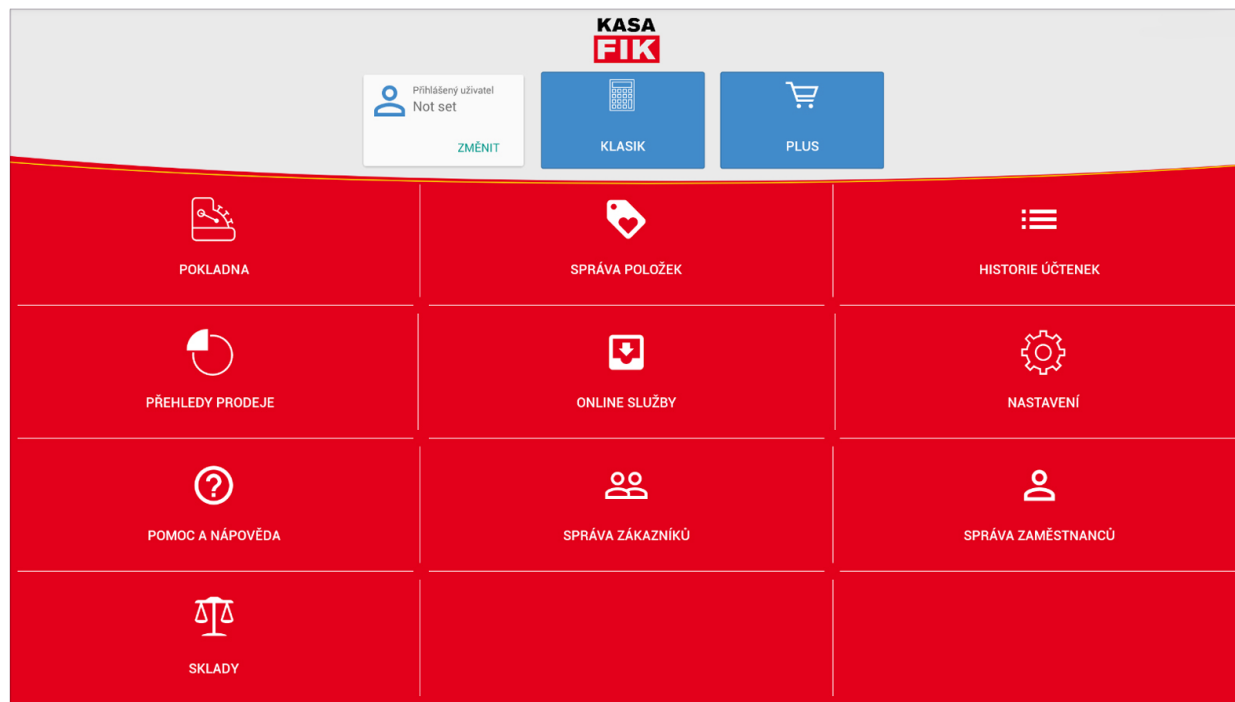 KASA
FIK
Přihlášený uživatel
Not set
ZMĚNIT
KLASIK
PLUS
POKLADNA
SPRÁVA POLOŽEK
HISTORIE ÚČTENEK
PŘEHLEDY PRODEJE
ONLINE SLUŽBY
NASTAVENÍ
POMOC A NÁPOVĚDA
SPRÁVA ZÁKAZNÍKŮ
SPRÁVA ZAMĚSTNANCŮ
SKLADY